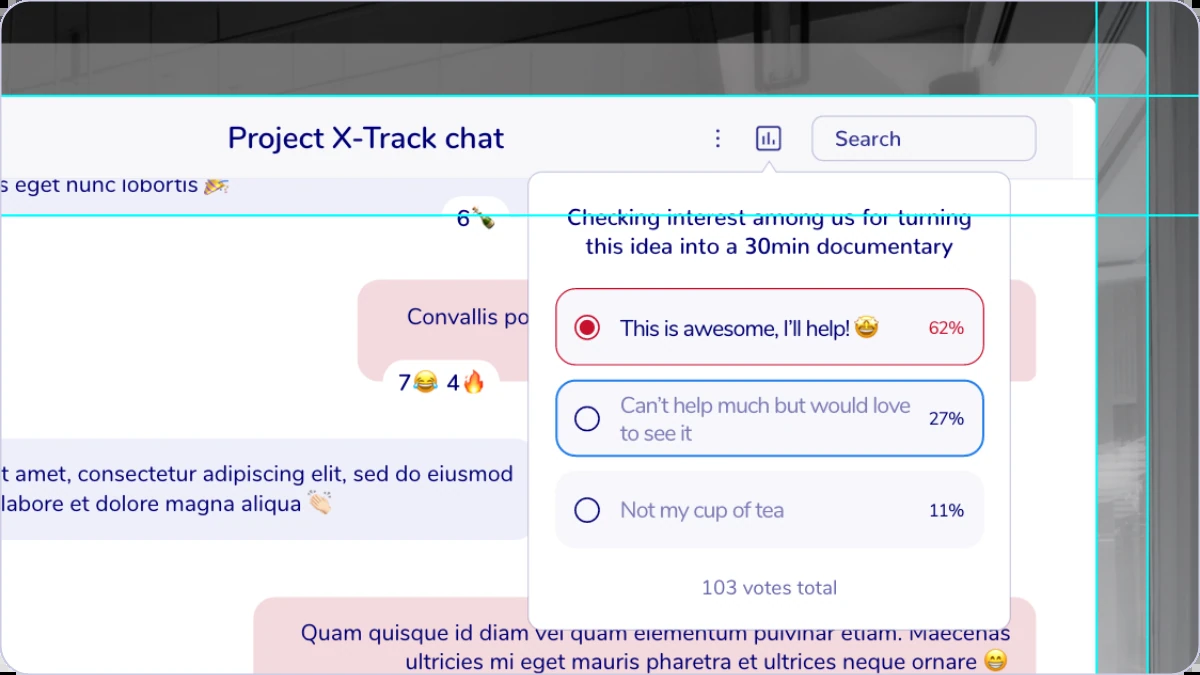 Project X-Track chat
Search
s eget nunc lobortis 🎉
6🍾
Checking interest among us for turning
this idea into a 30min documentary
Convallis po
This is awesome, I'll help! 🤩
62%
7😂 4🔥
Can't help much but would love
to see it
27%
t amet, consectetur adipiscing elit, sed do eiusmod
labore et dolore magna aliqua 👏🏻
Not my cup of tea
11%
103 votes total
Quam quisque id diam vel quam elementum pulvinar etiam. Maecenas
ultricies mi eget mauris pharetra et ultrices neque ornare 😁